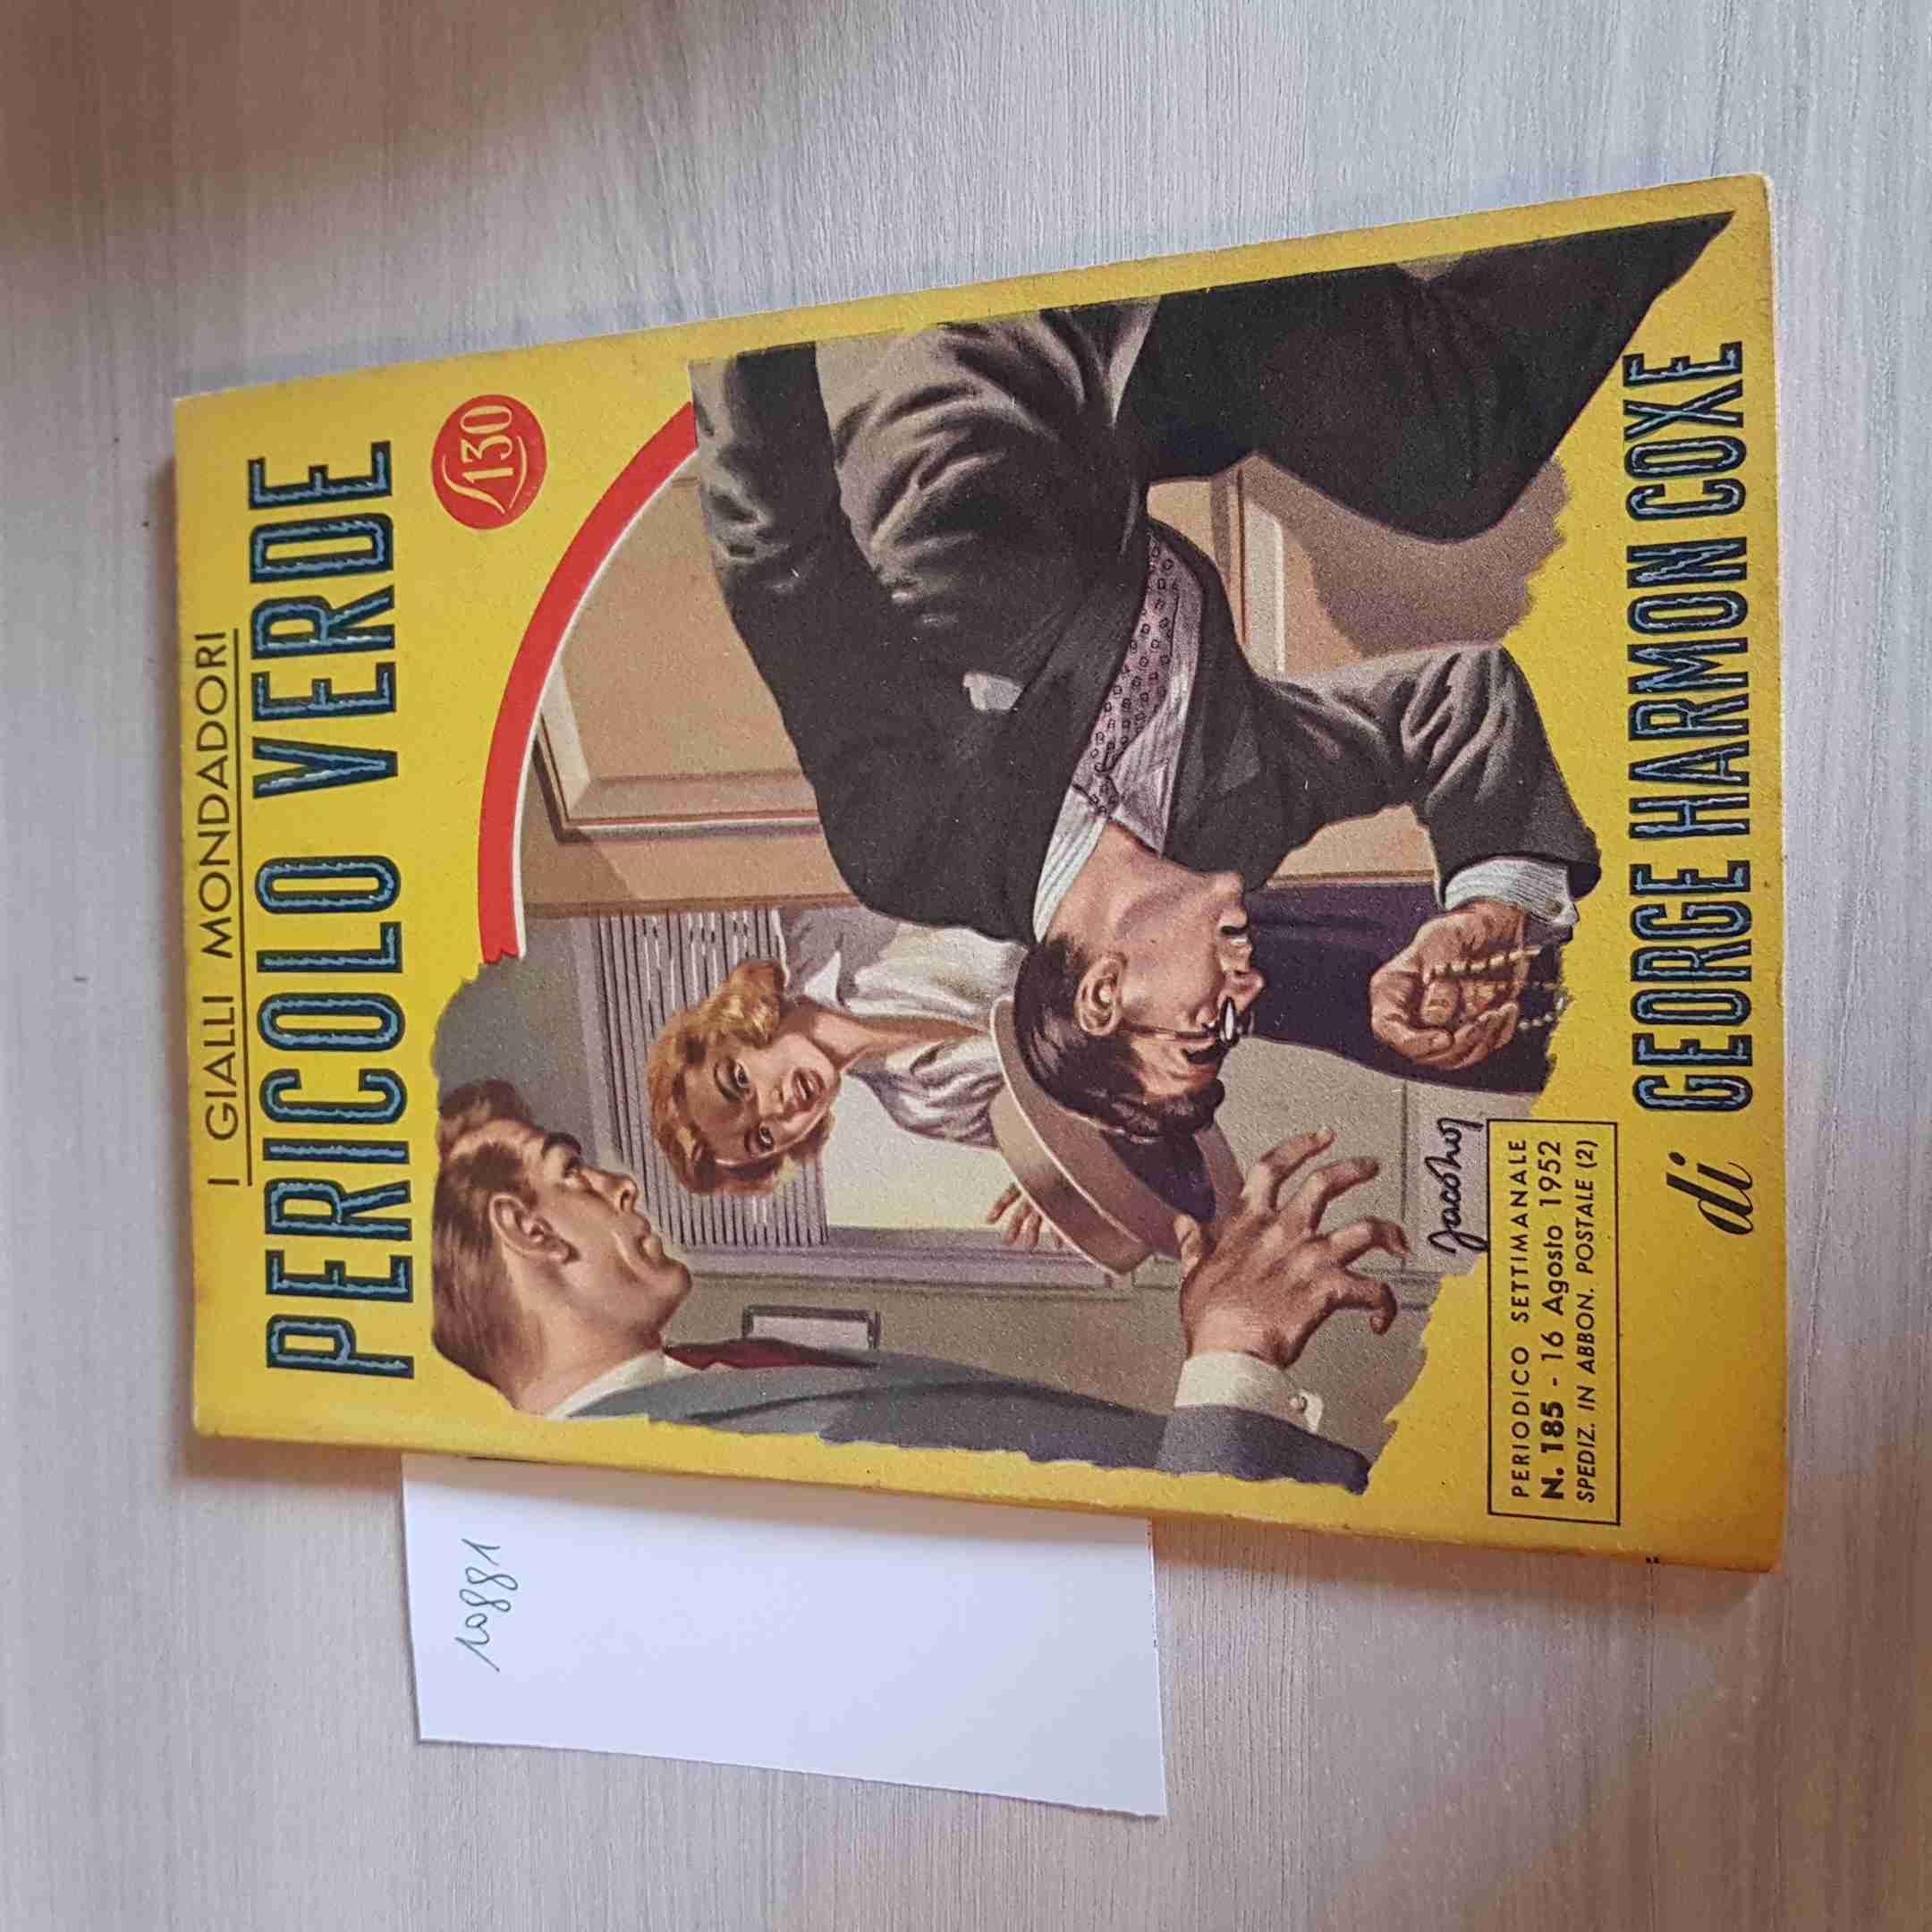 I GIALLI MONDADORI
PERICOLO VERDE
L130
Jacono
PERIODICO SETTIMANALE
N. 185 - 16 Agosto 1952
SPEDIZ. IN ABBON. POSTALE (2)
di GEORGE HARMON COXE
10881